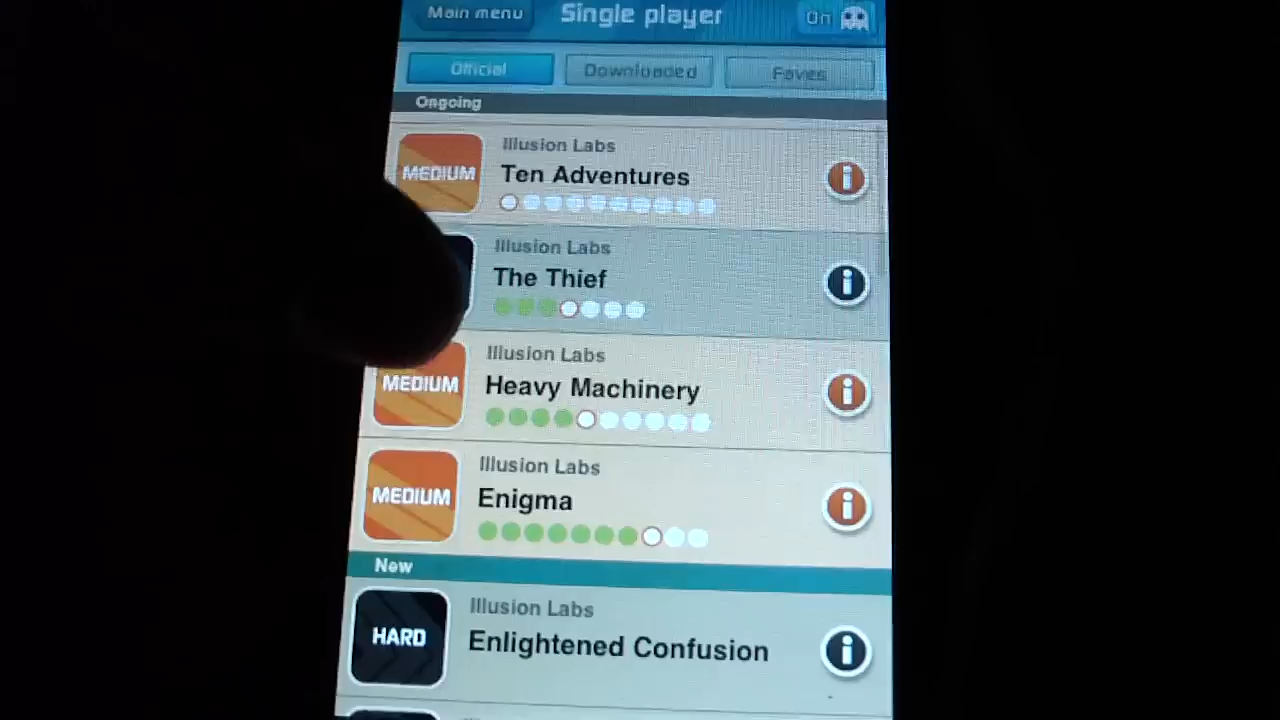 Main menu
Single player
On
Official
Downloaded
Faves
Ongoing
MEDIUM
Illusion Labs
Ten Adventures
Illusion Labs
The Thief
MEDIUM
Illusion Labs
Heavy Machinery
MEDIUM
Illusion Labs
Enigma
New
HARD
Illusion Labs
Enlightened Confusion